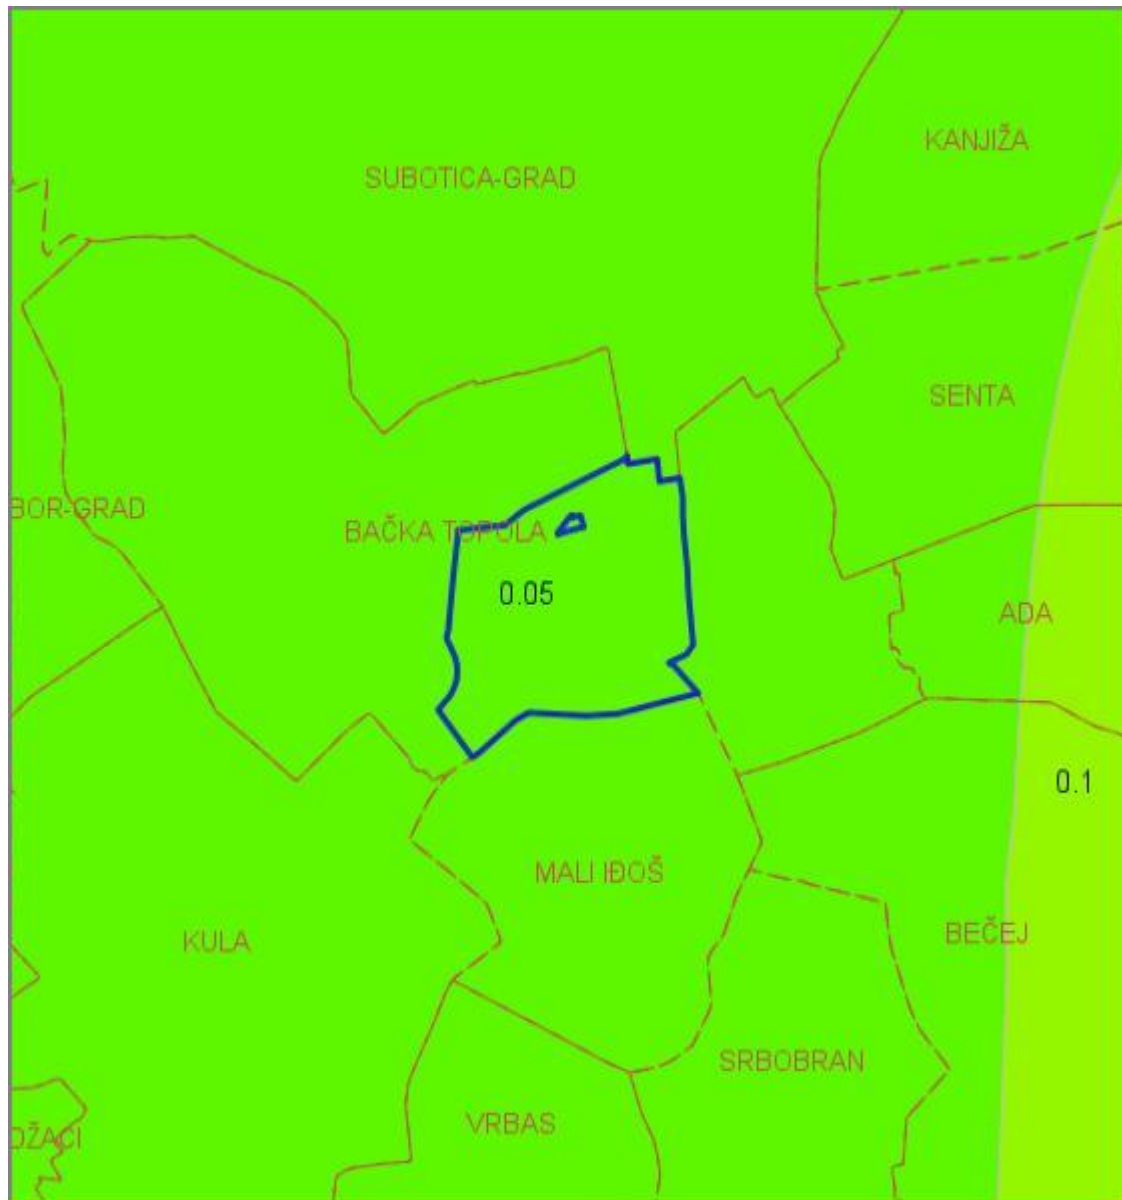 KANJIŽA
SUBOTICA-GRAD
SENTA
BOR-GRAD
BAČKA TOPOLA
0.05
ADA
0.1
MALI IĐOŠ
BEČEJ
KULA
SRBOBRAN
VRBAS
DŽACI